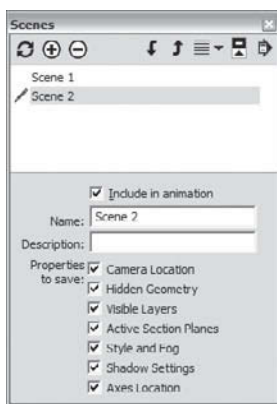 Scenes
Scene 1
Scene 2
Include in animation
Name: Scene 2
Description:
Properties to save:
Camera Location
Hidden Geometry
Visible Layers
Active Section Planes
Style and Fog
Shadow Settings
Axes Location